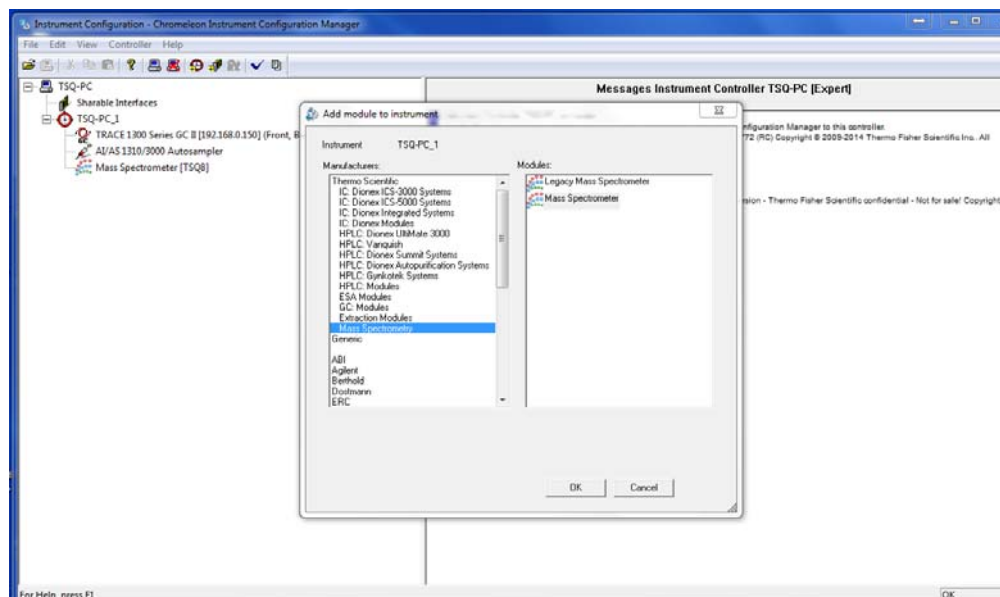 Instrument Configuration - Chromeleon Instrument Configuration Manager
File Edit View Controller Help
TSQ-PC
Sharable Interfaces
TSQ-PC_1
TRACE 1300 Series GC II [192.168.0.150] (Front, B
AI/AS 1310/3000 Autosampler
Mass Spectrometer [TSQ8]
Messages Instrument Controller TSQ-PC [Expert]
nfiguration Manager to this controller.
772 (RC) Copyright © 2009-2014 Thermo Fisher Scientific Inc.. All
rsion - Thermo Fisher Scientific confidential - Not for sale! Copyright
Add module to instrument
Instrument TSQ-PC_1
Manufacturers:
Thermo Scientific
IC: Dionex ICS-3000 Systems
IC: Dionex ICS-5000 Systems
IC: Dionex Integrated Systems
IC: Dionex Modules
HPLC: Dionex UltiMate 3000
HPLC: Vanquish
HPLC: Dionex Summit Systems
HPLC: Dionex Autopurification Systems
HPLC: Gynkotek Systems
HPLC: Modules
ESA Modules
GC: Modules
Extraction Modules
Mass Spectrometry
Generic
ABI
Agilent
Berthold
Dostmann
ERC
Modules:
Legacy Mass Spectrometer
Mass Spectrometer
OK Cancel
For Help, press F1
OK